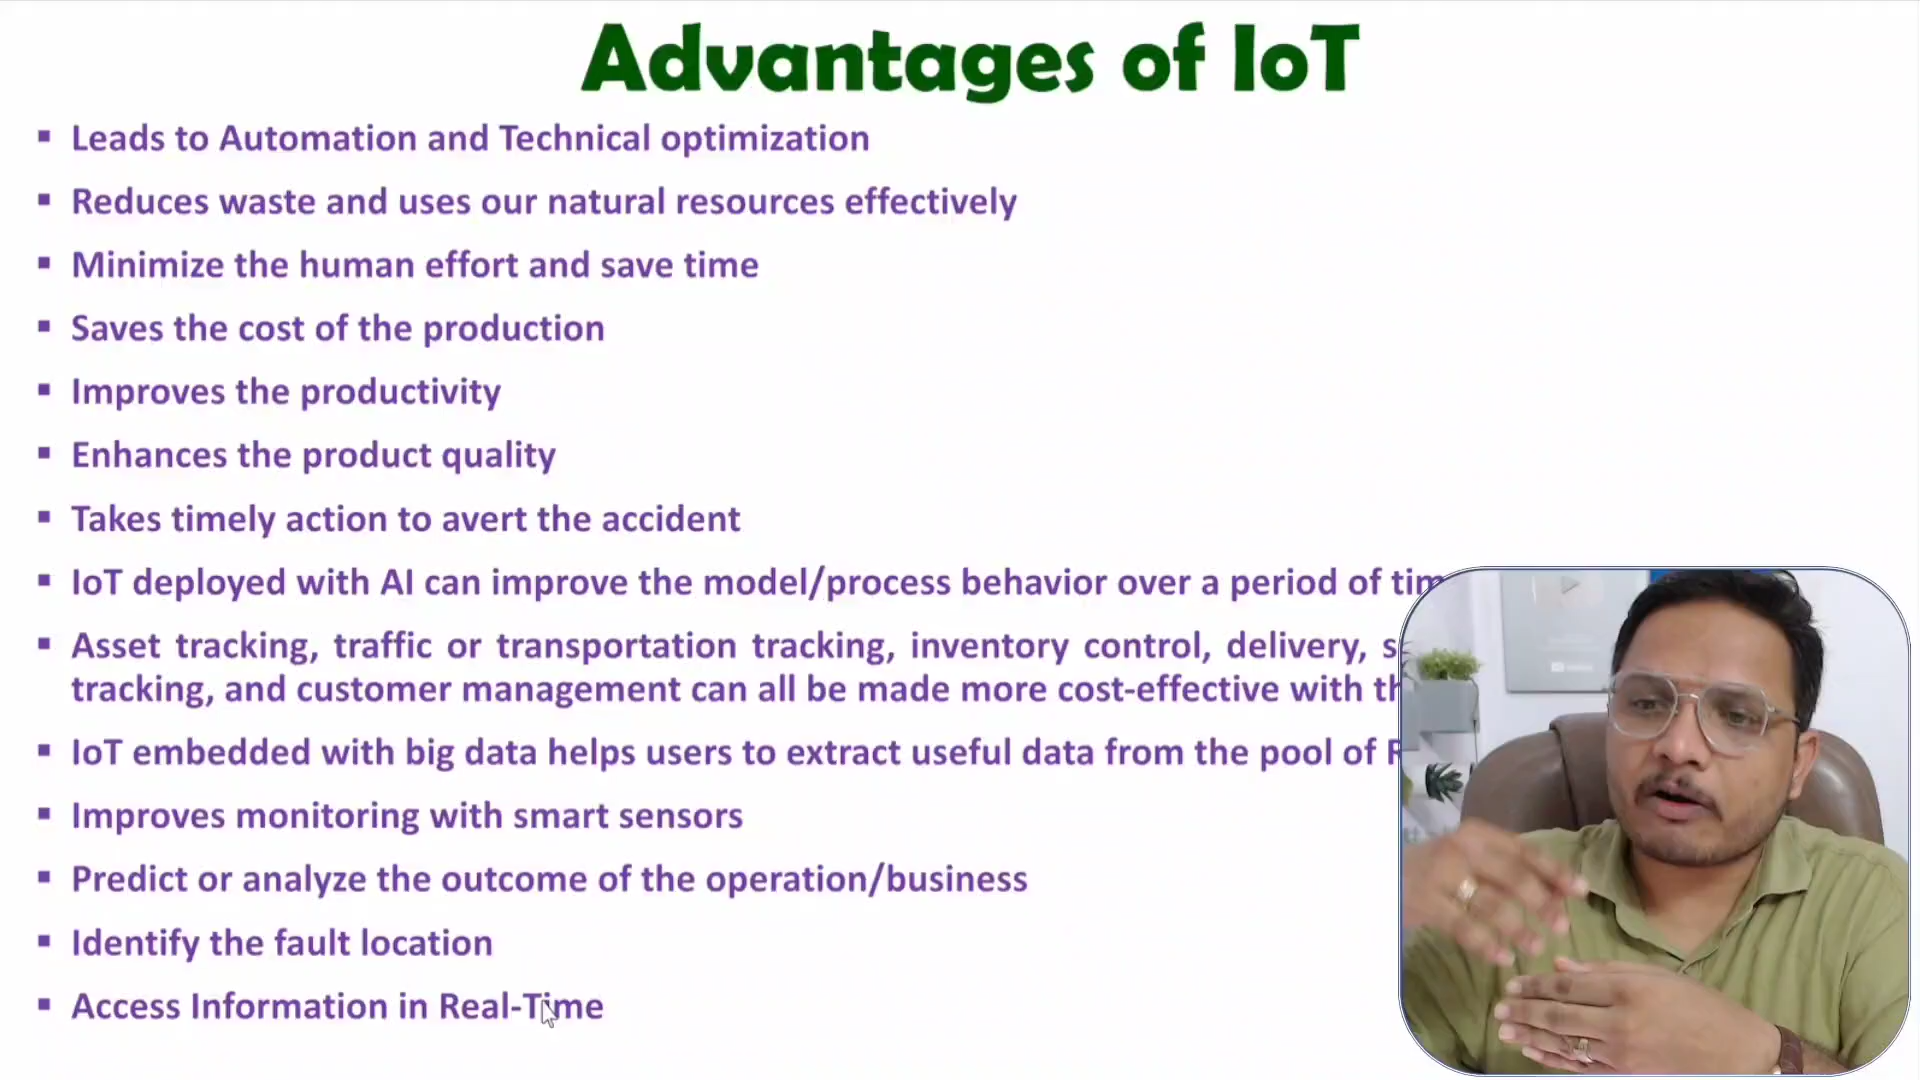 Advantages of IoT
Leads to Automation and Technical optimization
Reduces waste and uses our natural resources effectively
Minimize the human effort and save time
Saves the cost of the production
Improves the productivity
Enhances the product quality
Takes timely action to avert the accident
IoT deployed with AI can improve the model/process behavior over a period of
Asset tracking, traffic or transportation tracking, inventory control, delivery,
tracking, and customer management can all be made more cost-effective with
IoT embedded with big data helps users to extract useful data from the pool of
Improves monitoring with smart sensors
Predict or analyze the outcome of the operation/business
Identify the fault location
Access Information in Real-Time